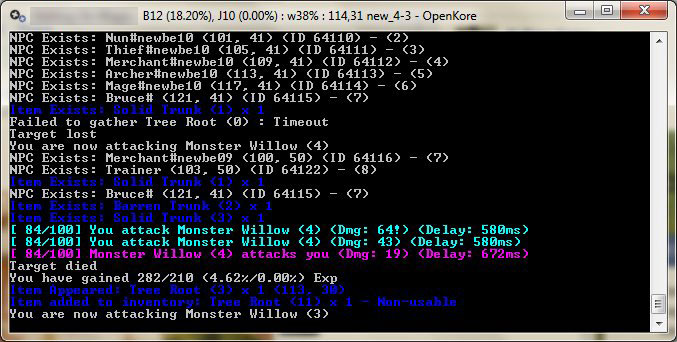 B12 (18.20%), J10 (0.00%) : w38% : 114,31 new_4-3 - OpenKore
NPC Exists: Nun#newbe10 (101, 41) (ID 64110) - (2)
NPC Exists: Thief#newbe10 (105, 41) (ID 64111) - (3)
NPC Exists: Merchant#newbe10 (109, 41) (ID 64112) - (4)
NPC Exists: Archer#newbe10 (113, 41) (ID 64113) - (5)
NPC Exists: Mage#newbe10 (117, 41) (ID 64114) - (6)
NPC Exists: Bruce# (121, 41) (ID 64115) - (7)
Item Exists: Solid Trunk (1) x 1
Failed to gather Tree Root (0) : Timeout
Target lost
You are now attacking Monster Willow (4)
NPC Exists: Merchant#newbe09 (100, 50) (ID 64116) - (7)
NPC Exists: Trainer (103, 50) (ID 64122) - (8)
Item Exists: Solid Trunk (1) x 1
NPC Exists: Bruce# (121, 41) (ID 64115) - (7)
Item Exists: Barren Trunk (2) x 1
Item Exists: Solid Trunk (3) x 1
[ 84/100] You attack Monster Willow (4) (Dmg: 64!) (Delay: 580ms)
[ 84/100] You attack Monster Willow (4) (Dmg: 43) (Delay: 580ms)
[ 84/100] Monster Willow (4) attacks you (Dmg: 19) (Delay: 672ms)
Target died
You have gained 282/210 (4.62%/0.00%) Exp
Item Appeared: Tree Root (3) x 1 (113, 30)
Item added to inventory: Tree Root (11) x 1 - Non-usable
You are now attacking Monster Willow (3)